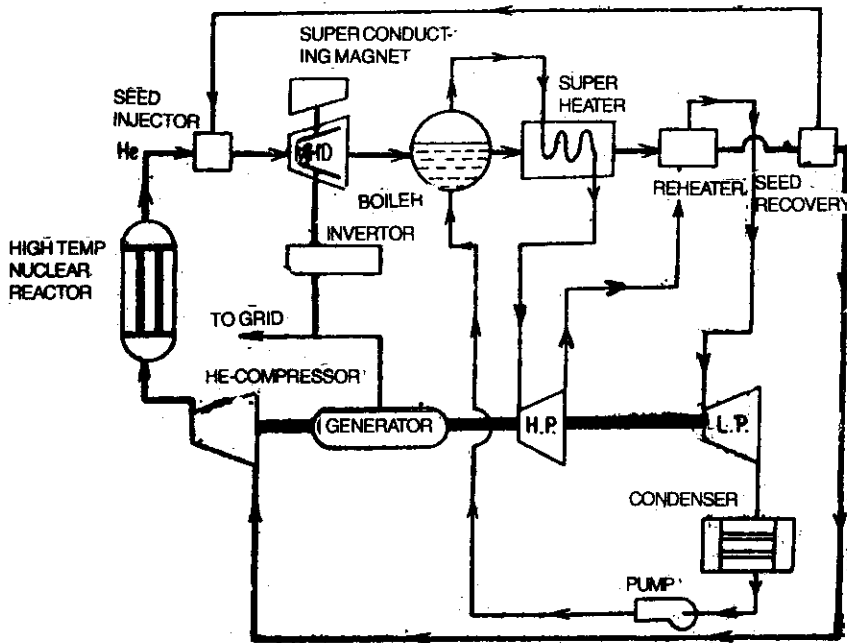 SUPER CONDUCT-
ING MAGNET
SEED
INJECTOR
He
MHD
SUPER
HEATER
BOILER
REHEATER
SEED
RECOVERY
INVERTOR
HIGH TEMP
NUCLEAR
REACTOR
TO GRID
HE-COMPRESSOR
GENERATOR
H.P.
L.P.
CONDENSER
PUMP